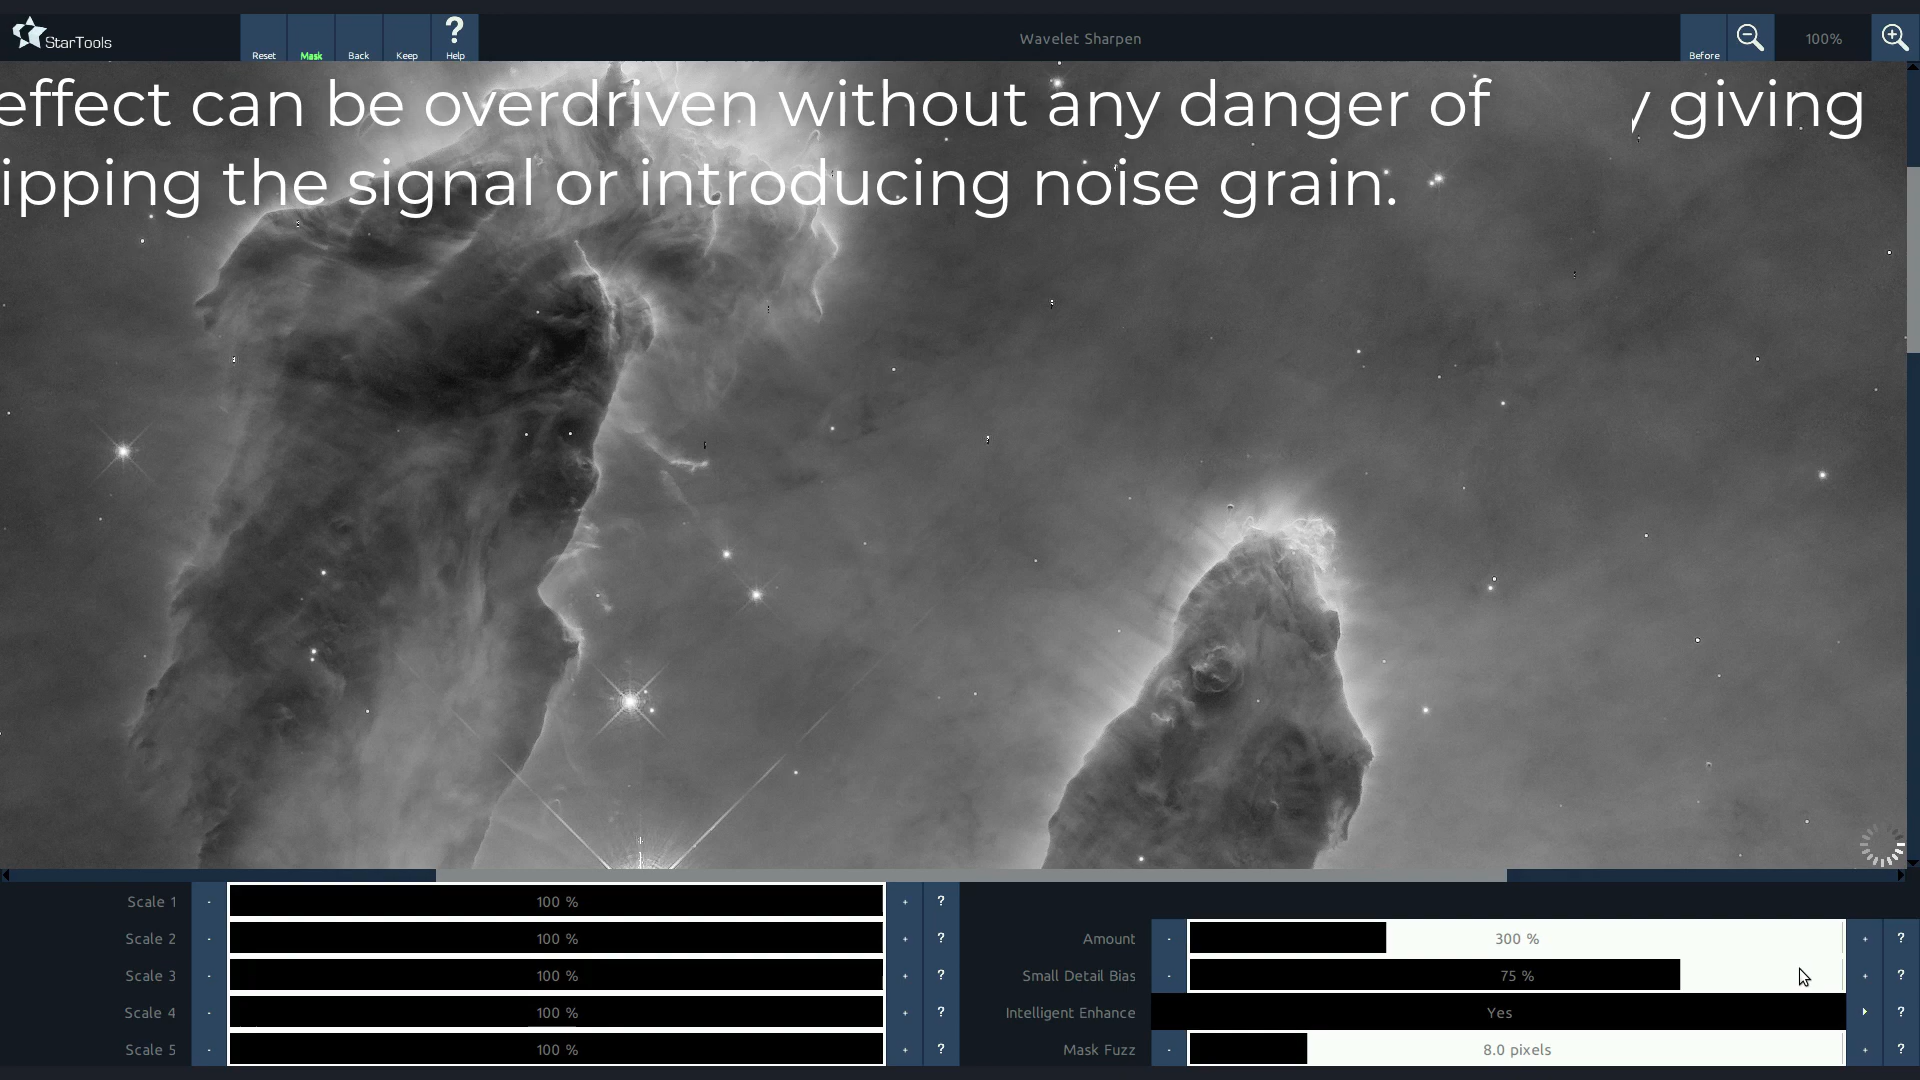 StarTools
Reset
Mask
Back
Keep
?
Help
Wavelet Sharpen
Before
100%
effect can be overdriven without any danger of
giving
ipping the signal or introducing noise grain.
Scale 1 - 100 % + ?
Scale 2 - 100 % + ?
Scale 3 - 100 % + ?
Scale 4 - 100 % + ?
Scale 5 - 100 % + ?
Amount - 300 % + ?
Small Detail Bias - 75 % + ?
Intelligent Enhance Yes ?
Mask Fuzz - 8.0 pixels + ?